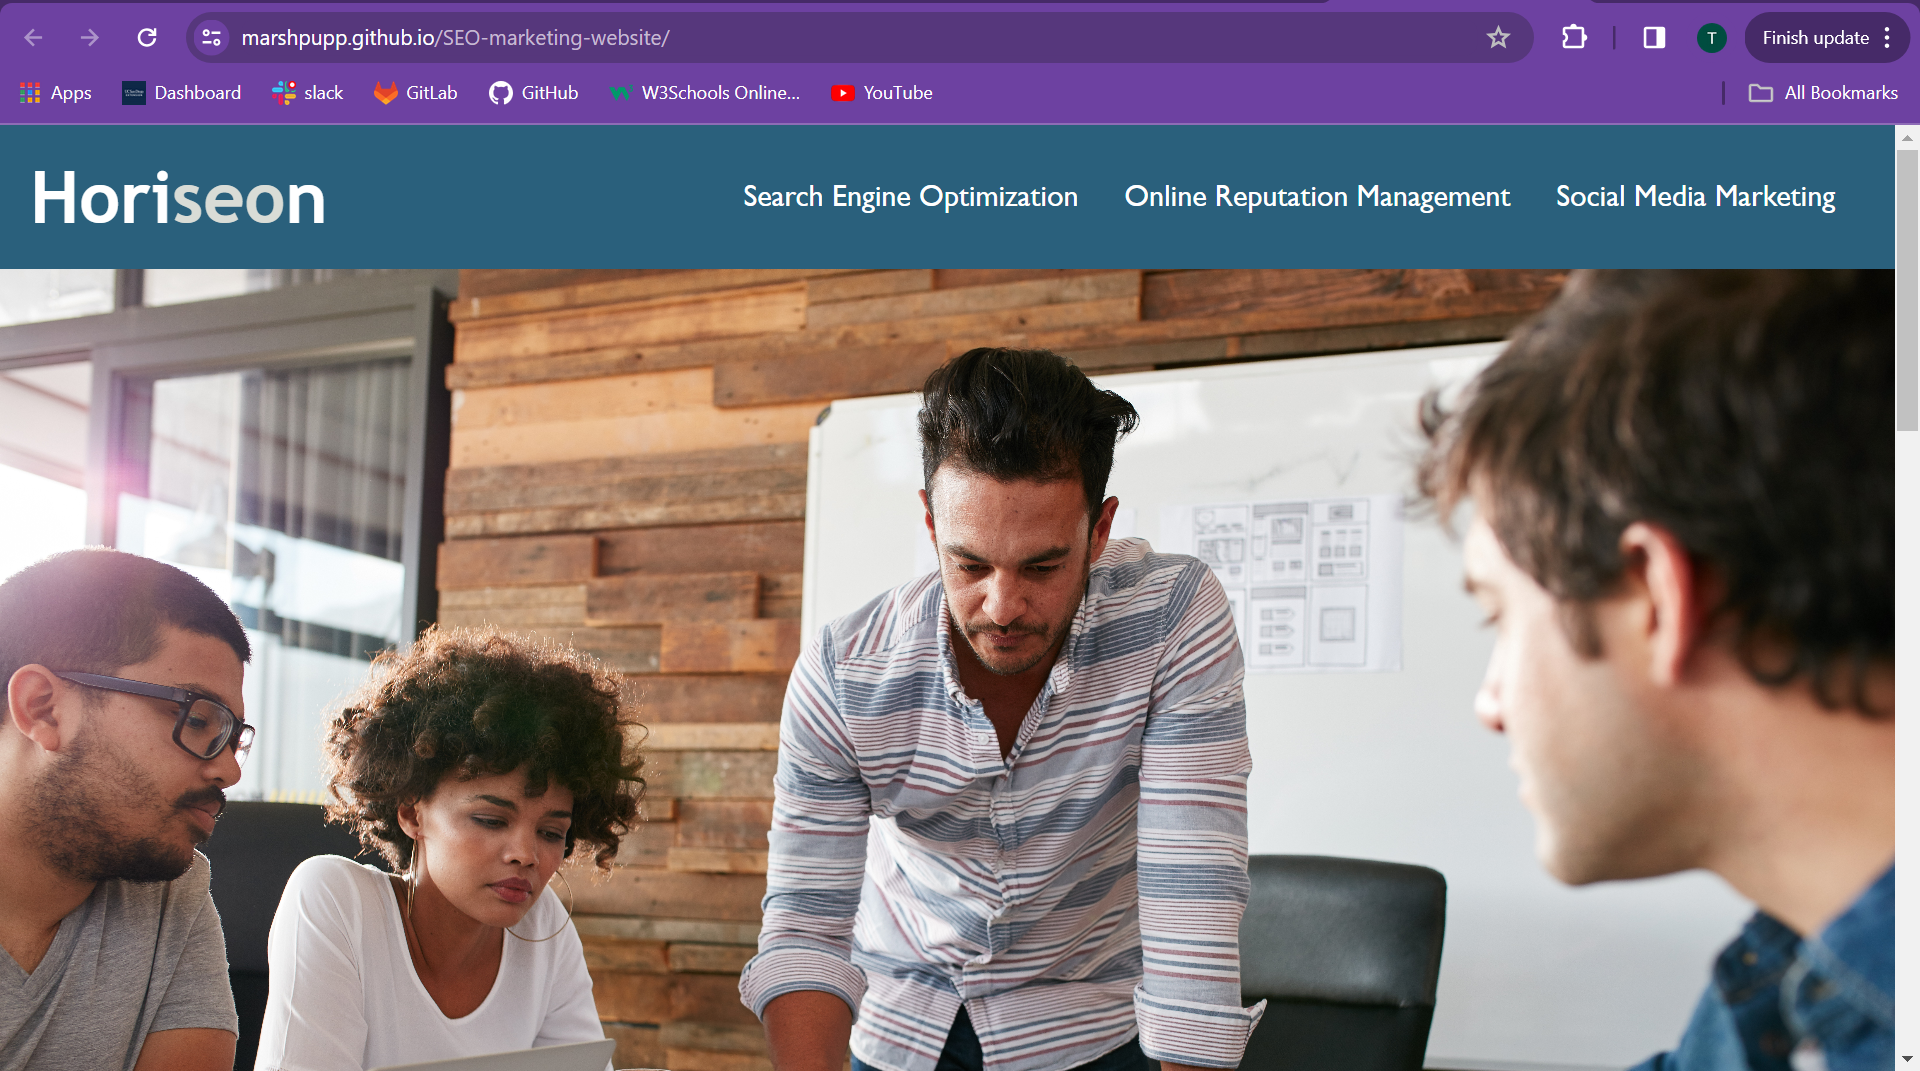 marshpupp.github.io/SEO-marketing-website/
T
Finish update
Apps
Dashboard
slack
GitLab
GitHub
W3Schools Online...
YouTube
All Bookmarks
Horiseon
Search Engine Optimization
Online Reputation Management
Social Media Marketing